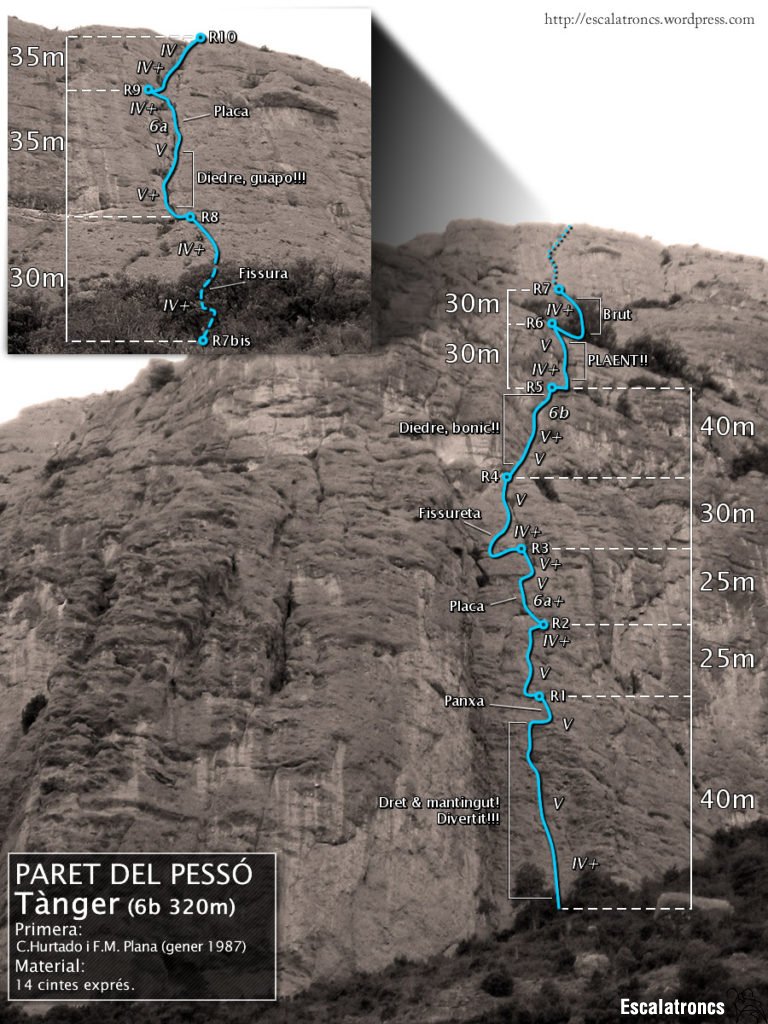 http://escalatroncs.wordpress.com
R10
35m
IV
IV+
R9
IV+
Placa
6a
35m
V
Diedre, guapo!!!
V+
R8
IV+
30m
Fissura
IV+
R7bis
R7
30m
IV+
Brut
R6
30m
V
PLAENT!!
IV+
R5
6b
40m
Diedre, bonic!!
V+
V
R4
V
Fissureta
30m
IV+
R3
V+
V
25m
6a+
Placa
R2
IV+
25m
V
R1
Panxa
V
Dret & mantingut!
Divertit!!!
V
40m
IV+
PARET DEL PESSÓ
Tànger (6b 320m)
Primera:
C.Hurtado i F.M. Plana (gener 1987)
Material:
14 cintes exprés.
Escalatroncs